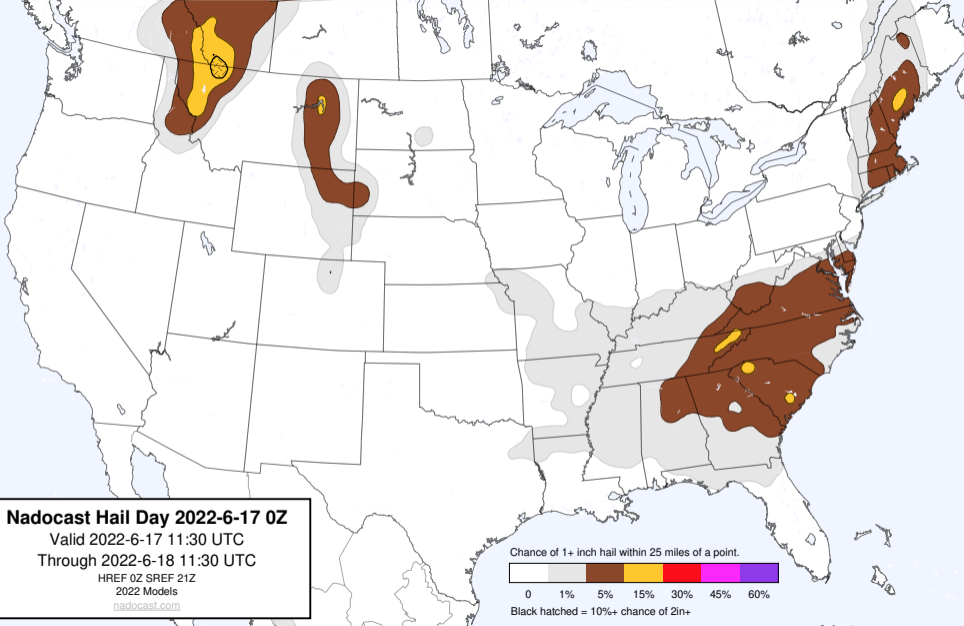 Nadocast Hail Day 2022-6-17 0Z
Valid 2022-6-17 11:30 UTC
Through 2022-6-18 11:30 UTC
HREF 0Z SREF 21Z
2022 Models
nadocast.com
Chance of 1+ inch hail within 25 miles of a point.
0 1% 5% 15% 30% 45% 60%
Black hatched = 10%+ chance of 2in+